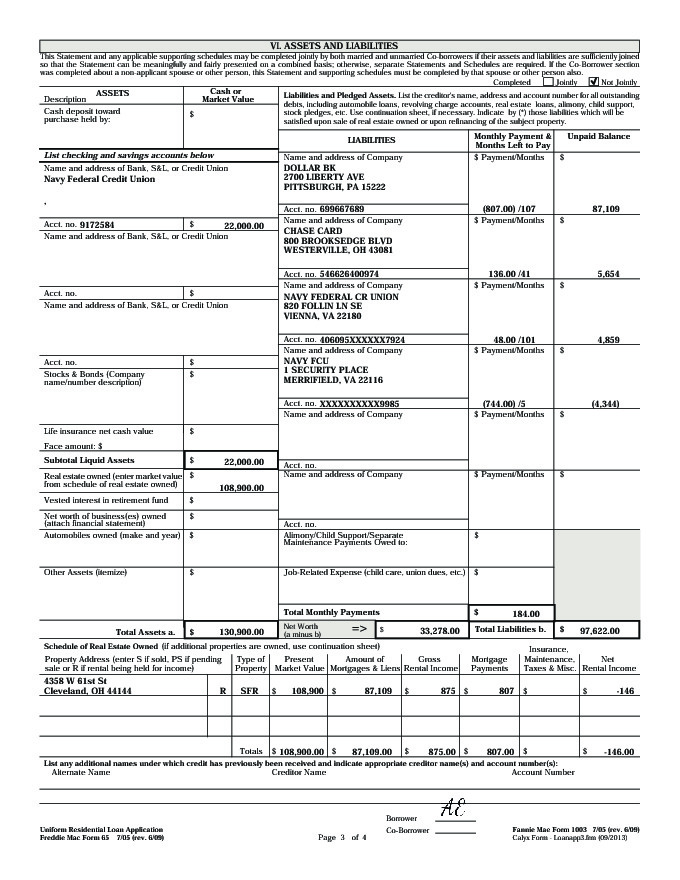 VI. ASSETS AND LIABILITIES
This Statement and any applicable supporting schedules may be completed jointly by both married and unmarried Co-borrowers if their assets and liabilities are sufficiently joined
so that the Statement can be meaningfully and fairly presented on a combined basis; otherwise, separate Statements and Schedules are required. If the Co-Borrower section
was completed about a non-applicant spouse or other person, this Statement and supporting schedules must be completed by that spouse or other person also.
Completed Jointly Not Jointly
ASSETS
Description
Cash or
Market Value
Cash deposit toward
purchase held by:
$
List checking and savings accounts below
Name and address of Bank, S&L, or Credit Union
Navy Federal Credit Union
,
Acct. no. 9172584 $ 22,000.00
Name and address of Bank, S&L, or Credit Union
Acct. no. $
Name and address of Bank, S&L, or Credit Union
Acct. no. $
Stocks & Bonds (Company
name/number description)
$
Life insurance net cash value
$
Face amount: $
Subtotal Liquid Assets $ 22,000.00
Real estate owned (enter market value
from schedule of real estate owned)
$
108,900.00
Vested interest in retirement fund $
Net worth of business(es) owned
(attach financial statement)
$
Automobiles owned (make and year) $
Other Assets (itemize) $
Total Assets a. $ 130,900.00
Liabilities and Pledged Assets. List the creditor's name, address and account number for all outstanding
debts, including automobile loans, revolving charge accounts, real estate loans, alimony, child support,
stock pledges, etc. Use continuation sheet, if necessary. Indicate by (*) those liabilities which will be
satisfied upon sale of real estate owned or upon refinancing of the subject property.
LIABILITIES
Monthly Payment &
Months Left to Pay
Unpaid Balance
Name and address of Company $ Payment/Months $
DOLLAR BK
2700 LIBERTY AVE
PITTSBURGH, PA 15222
Acct. no. 699667689 (807.00) /107 87,109
Name and address of Company $ Payment/Months $
CHASE CARD
800 BROOKSEDGE BLVD
WESTERVILLE, OH 43081
Acct. no. 546626400974 136.00 /41 5,654
Name and address of Company $ Payment/Months $
NAVY FEDERAL CR UNION
820 FOLLIN LN SE
VIENNA, VA 22180
Acct. no. 406095XXXXXX7924 48.00 /101 4,859
Name and address of Company $ Payment/Months $
NAVY FCU
1 SECURITY PLACE
MERRIFIELD, VA 22116
Acct. no. XXXXXXXXXX9985 (744.00) /5 (4,344)
Name and address of Company $ Payment/Months $
Acct. no.
Name and address of Company $ Payment/Months $
Acct. no.
Alimony/Child Support/Separate
Maintenance Payments Owed to:
$
Job-Related Expense (child care, union dues, etc.) $
Total Monthly Payments $ 184.00
Net Worth
(a minus b)
=> $ 33,278.00 Total Liabilities b. $ 97,622.00
Schedule of Real Estate Owned (if additional properties are owned, use continuation sheet)
Property Address (enter S if sold, PS if pending
sale or R if rental being held for income)
Type of
Property
Present
Market Value
Amount of
Mortgages & Liens
Gross
Rental Income
Mortgage
Payments
Insurance,
Maintenance,
Taxes & Misc.
Net
Rental Income
4358 W 61st St
Cleveland, OH 44144 R SFR $ 108,900 $ 87,109 $ 875 $ 807 $ $ -146
Totals $ 108,900.00 $ 87,109.00 $ 875.00 $ 807.00 $ $ -146.00
List any additional names under which credit has previously been received and indicate appropriate creditor name(s) and account number(s):
Alternate Name Creditor Name Account Number
Borrower AE
Co-Borrower
Uniform Residential Loan Application
Freddie Mac Form 65 7/05 (rev. 6/09)
Page 3 of 4
Fannie Mae Form 1003 7/05 (rev. 6/09)
Calyx Form - Loanapp3.frm (09/2013)